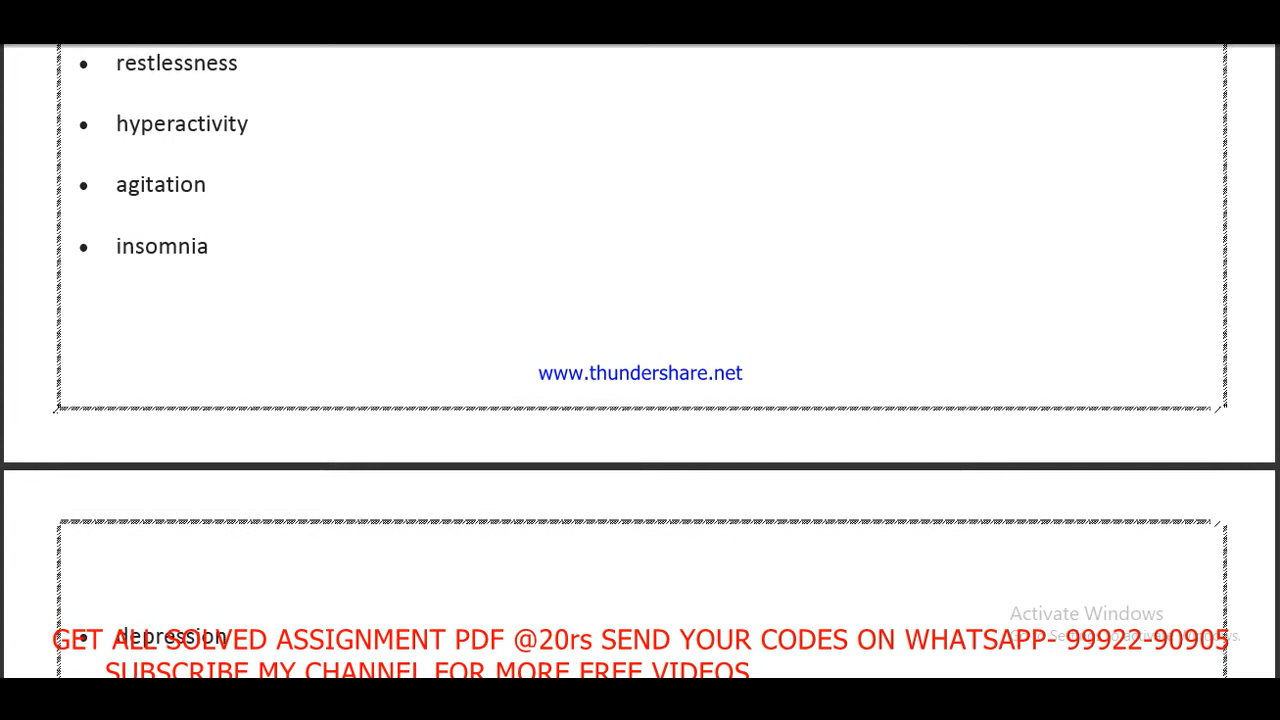 • restlessness
• hyperactivity
• agitation
• insomnia
www.thundershare.net
Activate Windows
• depression
GET ALL SOLVED ASSIGNMENT PDF @20rs SEND YOUR CODES ON WHATSAPP- 99922-90905
SUBSCRIBE MY CHANNEL FOR MORE FREE VIDEOS